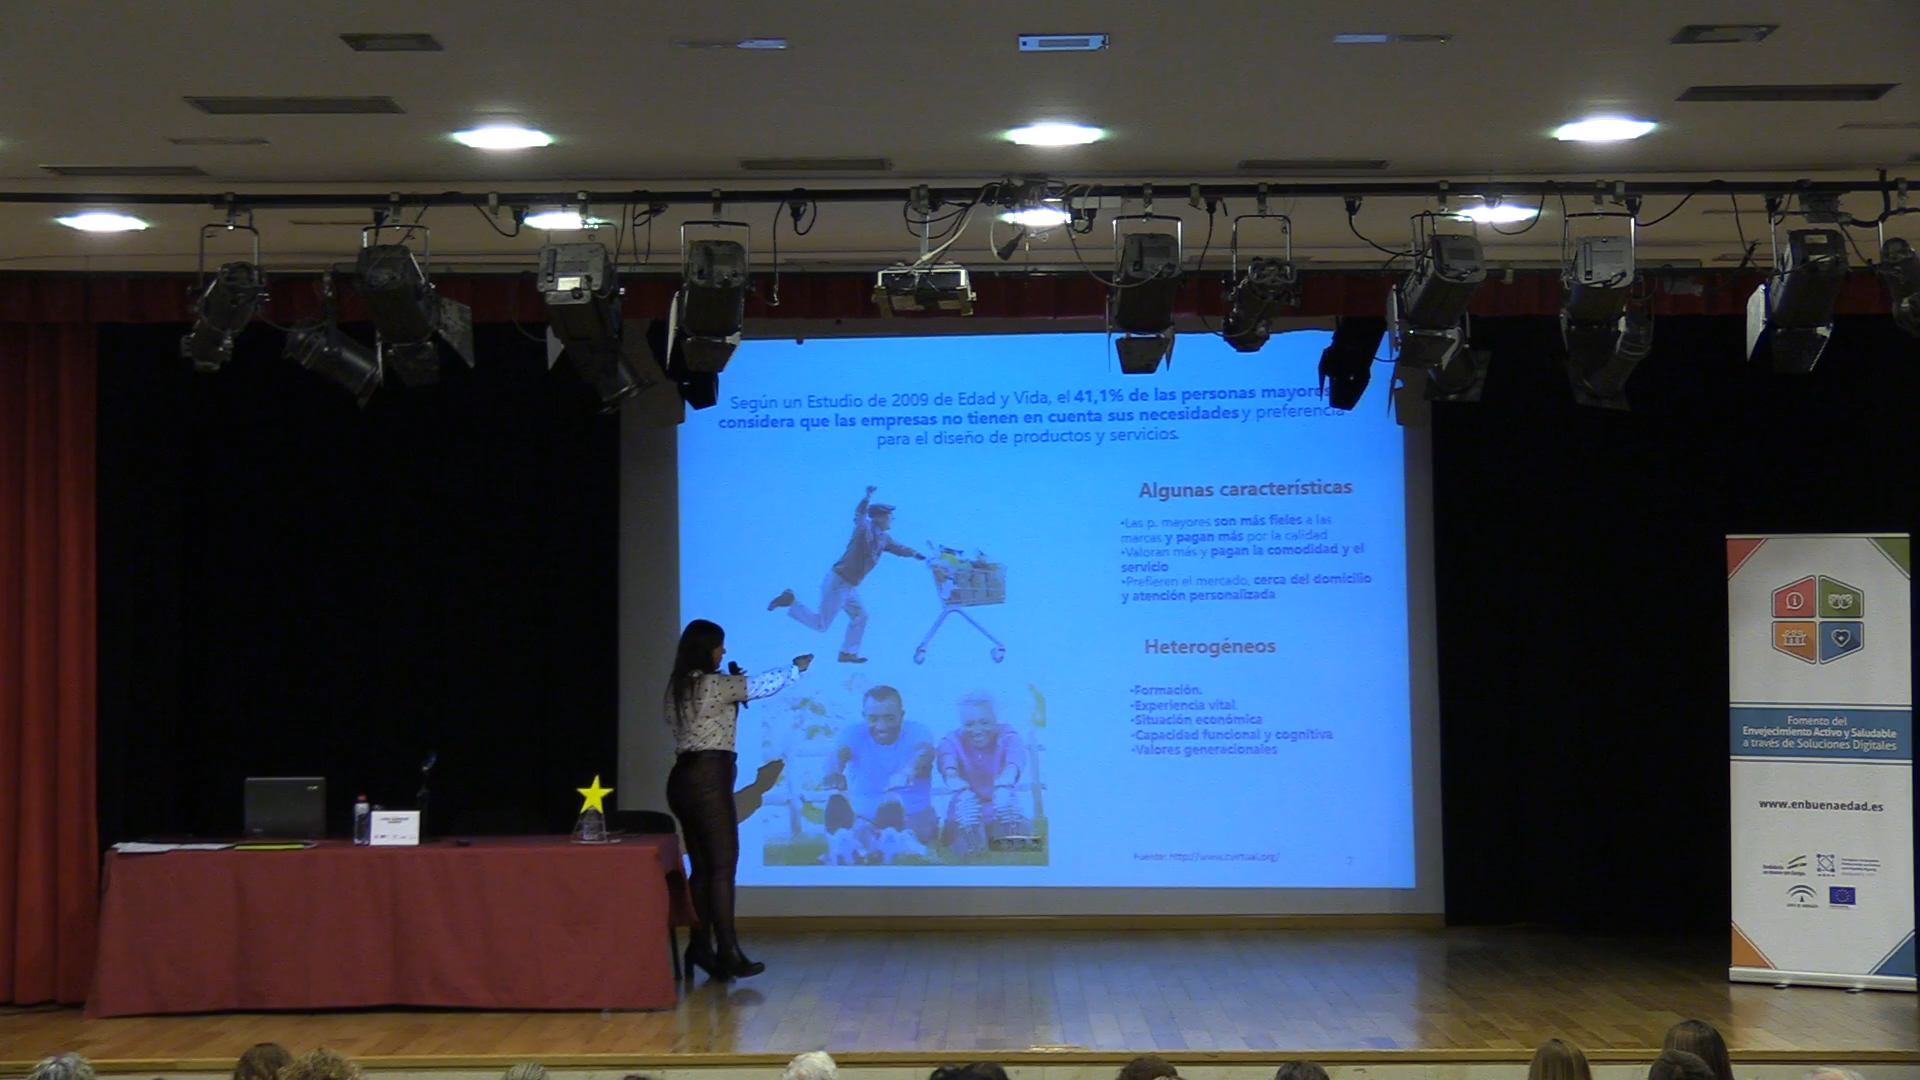 Según un Estudio de 2009 de Edad y Vida, el 41,1% de las personas mayores
considera que las empresas no tienen en cuenta sus necesidades y preferencia
para el diseño de productos y servicios.
Algunas características
•Las p. mayores son más fieles a las
marcas y pagan más por la calidad
•Valoran más y pagan la comodidad y el
servicio
•Prefieren el mercado, cerca del domicilio
y atención personalizada
Heterogéneos
•Formación.
•Experiencia vital.
•Situación económica
•Capacidad funcional y cognitiva
•Valores generacionales
Fuente: http://www.cvirtual.org/
7
Fomento del
Envejecimiento Activo y Saludable
a través de Soluciones Digitales
www.enbuenaedad.es